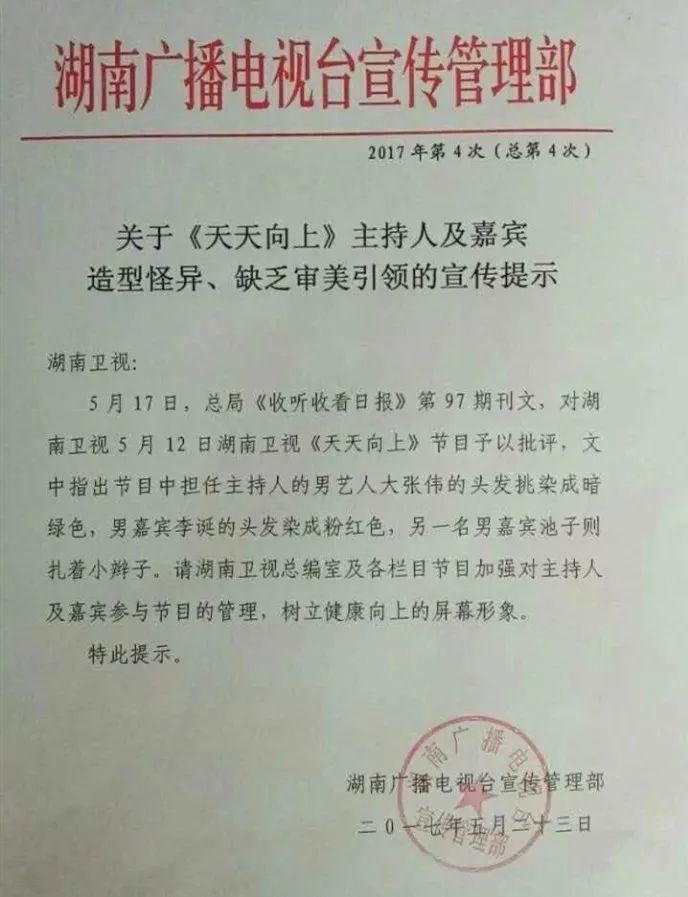 湖南广播电视台宣传管理部
2017年第4次（总第4次）
关于《天天向上》主持人及嘉宾
造型怪异、缺乏审美引领的宣传提示
湖南卫视：
5月17日，总局《收听收看日报》第97期刊文，对湖
南卫视5月12日湖南卫视《天天向上》节目予以批评，文
中指出节目中担任主持人的男艺人大张伟的头发挑染成暗
绿色，男嘉宾李诞的头发染成粉红色，另一名男嘉宾池子则
扎着小辫子。请湖南卫视总编室及各栏目节目加强对主持人
及嘉宾参与节目的管理，树立健康向上的屏幕形象。
特此提示。
湖南广播电视台宣传管理部
二〇一七年五月二十三日
湖南广播电视台
宣传管理部